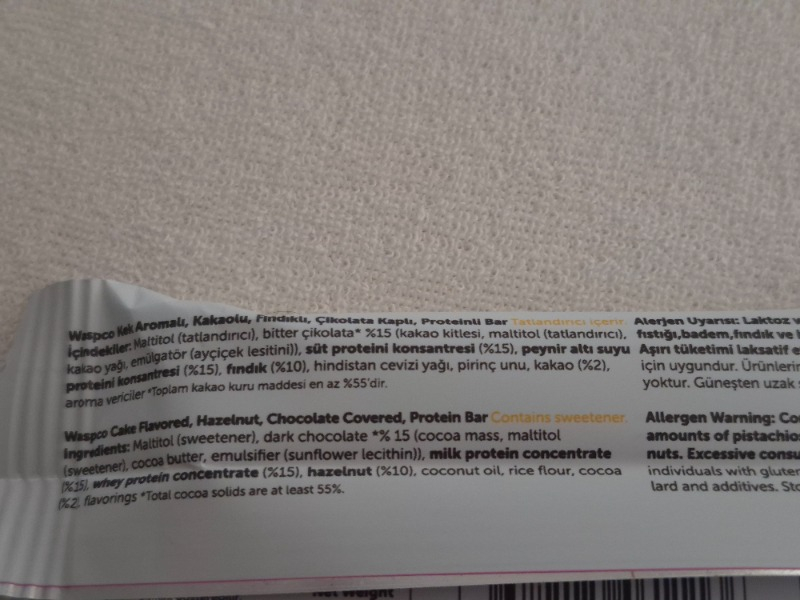 Waspco Kek Aromalı, Kakaolu, Fındıklı, Çikolata Kaplı, Proteinli Bar Tatlandırıcı içerir.
İçindekiler: Maltitol (tatlandırıcı), bitter çikolata* %15 (kakao kitlesi, maltitol (tatlandırıcı),
kakao yağı, emülgatör (ayçiçek lesitini)), süt proteini konsantresi (%15), peynir altı suyu
proteini konsantresi (%15), fındık (%10), hindistan cevizi yağı, pirinç unu, kakao (%2),
aroma vericiler *Toplam kakao kuru maddesi en az %55'dir.
Alerjen Uyarısı: Laktoz
fıstığı,badem,fındık ve
Aşırı tüketimi laksatif
için uygundur. Ürünlerin
yoktur. Güneşten uzak
Waspco Cake Flavored, Hazelnut, Chocolate Covered, Protein Bar Contains sweetener.
Ingredients: Maltitol (sweetener), dark chocolate *% 15 (cocoa mass, maltitol
(sweetener), cocoa butter, emulsifier (sunflower lecithin)), milk protein concentrate
(%15), whey protein concentrate (%15), hazelnut (%10), coconut oil, rice flour, cocoa
(%2), flavorings *Total cocoa solids are at least 55%.
Allergen Warning: Co
amounts of pistachio
nuts. Excessive consu
individuals with gluten
lard and additives. Sto
Net Weight